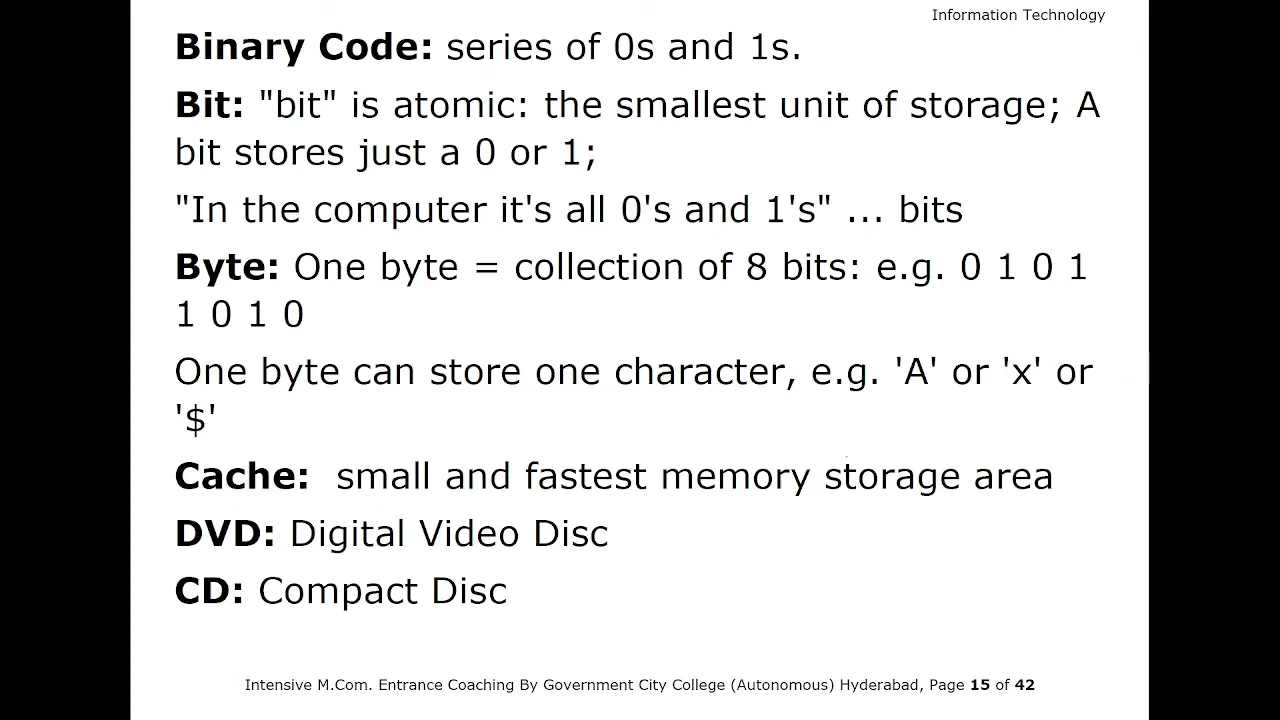 Information Technology
Binary Code: series of 0s and 1s.
Bit: "bit" is atomic: the smallest unit of storage; A
bit stores just a 0 or 1;
"In the computer it's all 0's and 1's" ... bits
Byte: One byte = collection of 8 bits: e.g. 0 1 0 1
1 0 1 0
One byte can store one character, e.g. 'A' or 'x' or
'$'
Cache:  small and fastest memory storage area
DVD: Digital Video Disc
CD: Compact Disc
Intensive M.Com. Entrance Coaching By Government City College (Autonomous) Hyderabad, Page 15 of 42